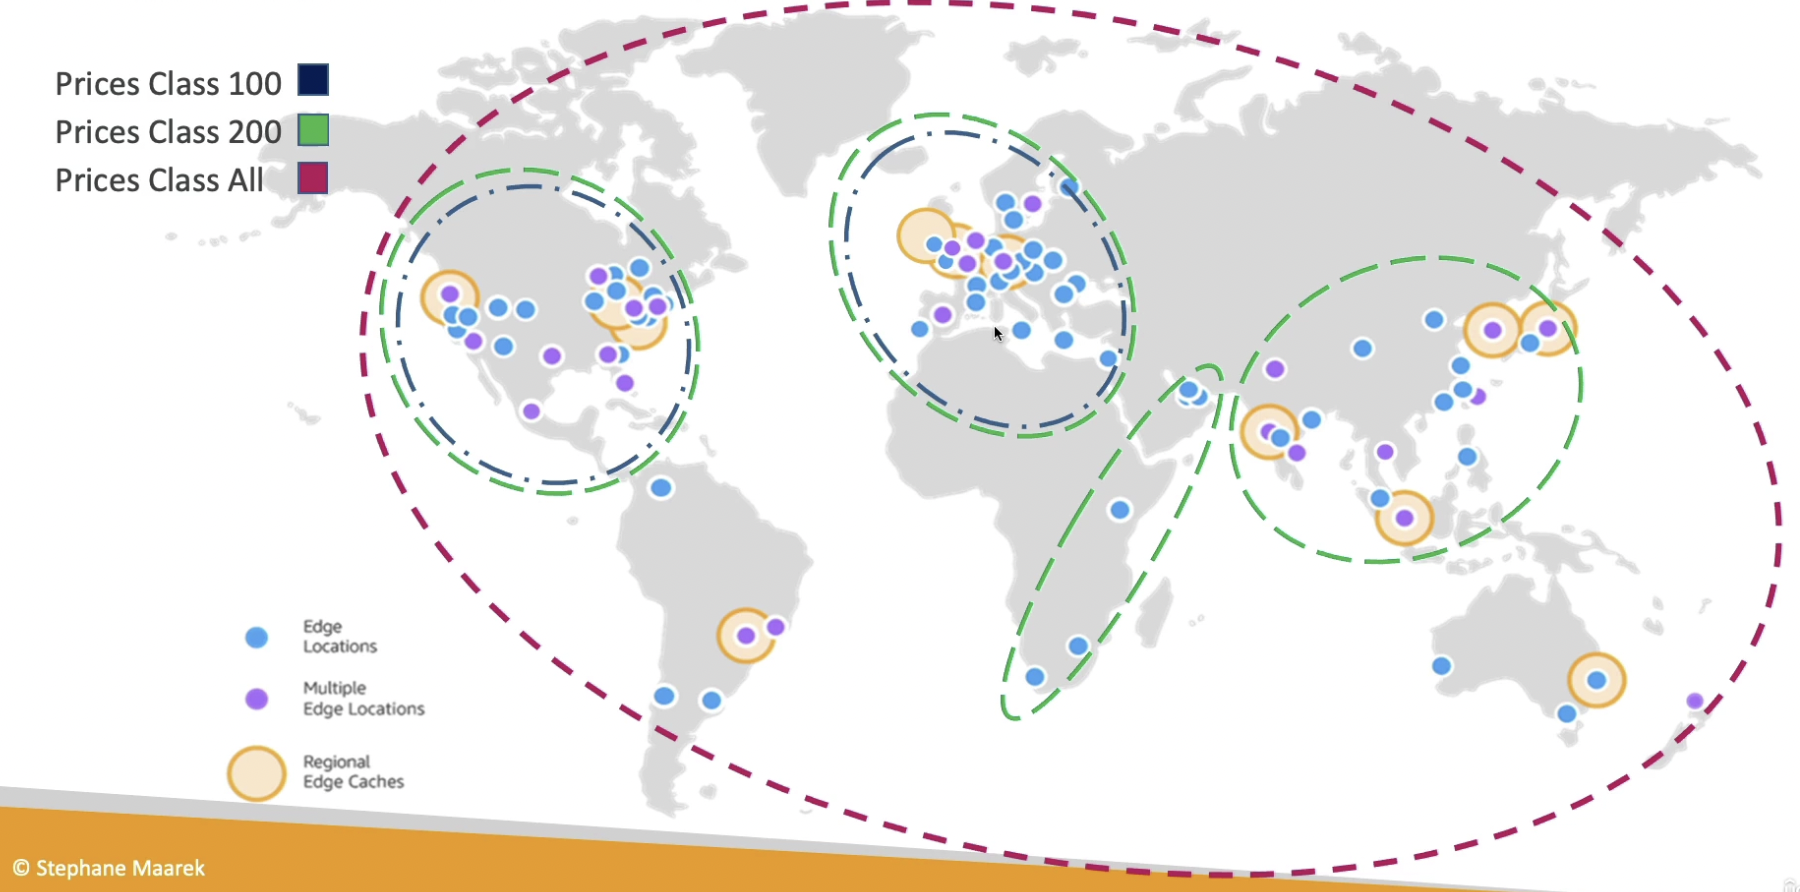 Prices Class 100
Prices Class 200
Prices Class All
Edge
Locations
Multiple
Edge Locations
Regional
Edge Caches
© Stephane Maarek